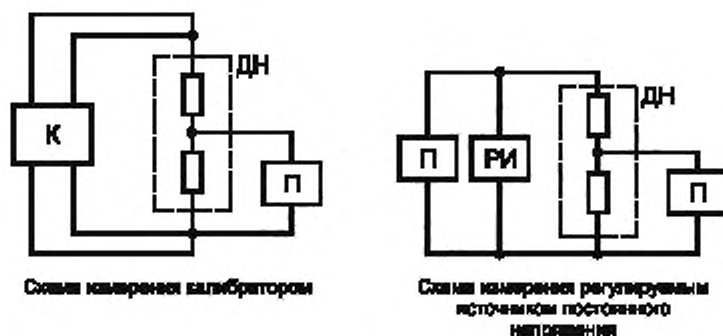 ДН
К
П
Схема измерения калибратором
ДН
П
РИ
П
Схема измерения регулируемым
источником постоянного
напряжения